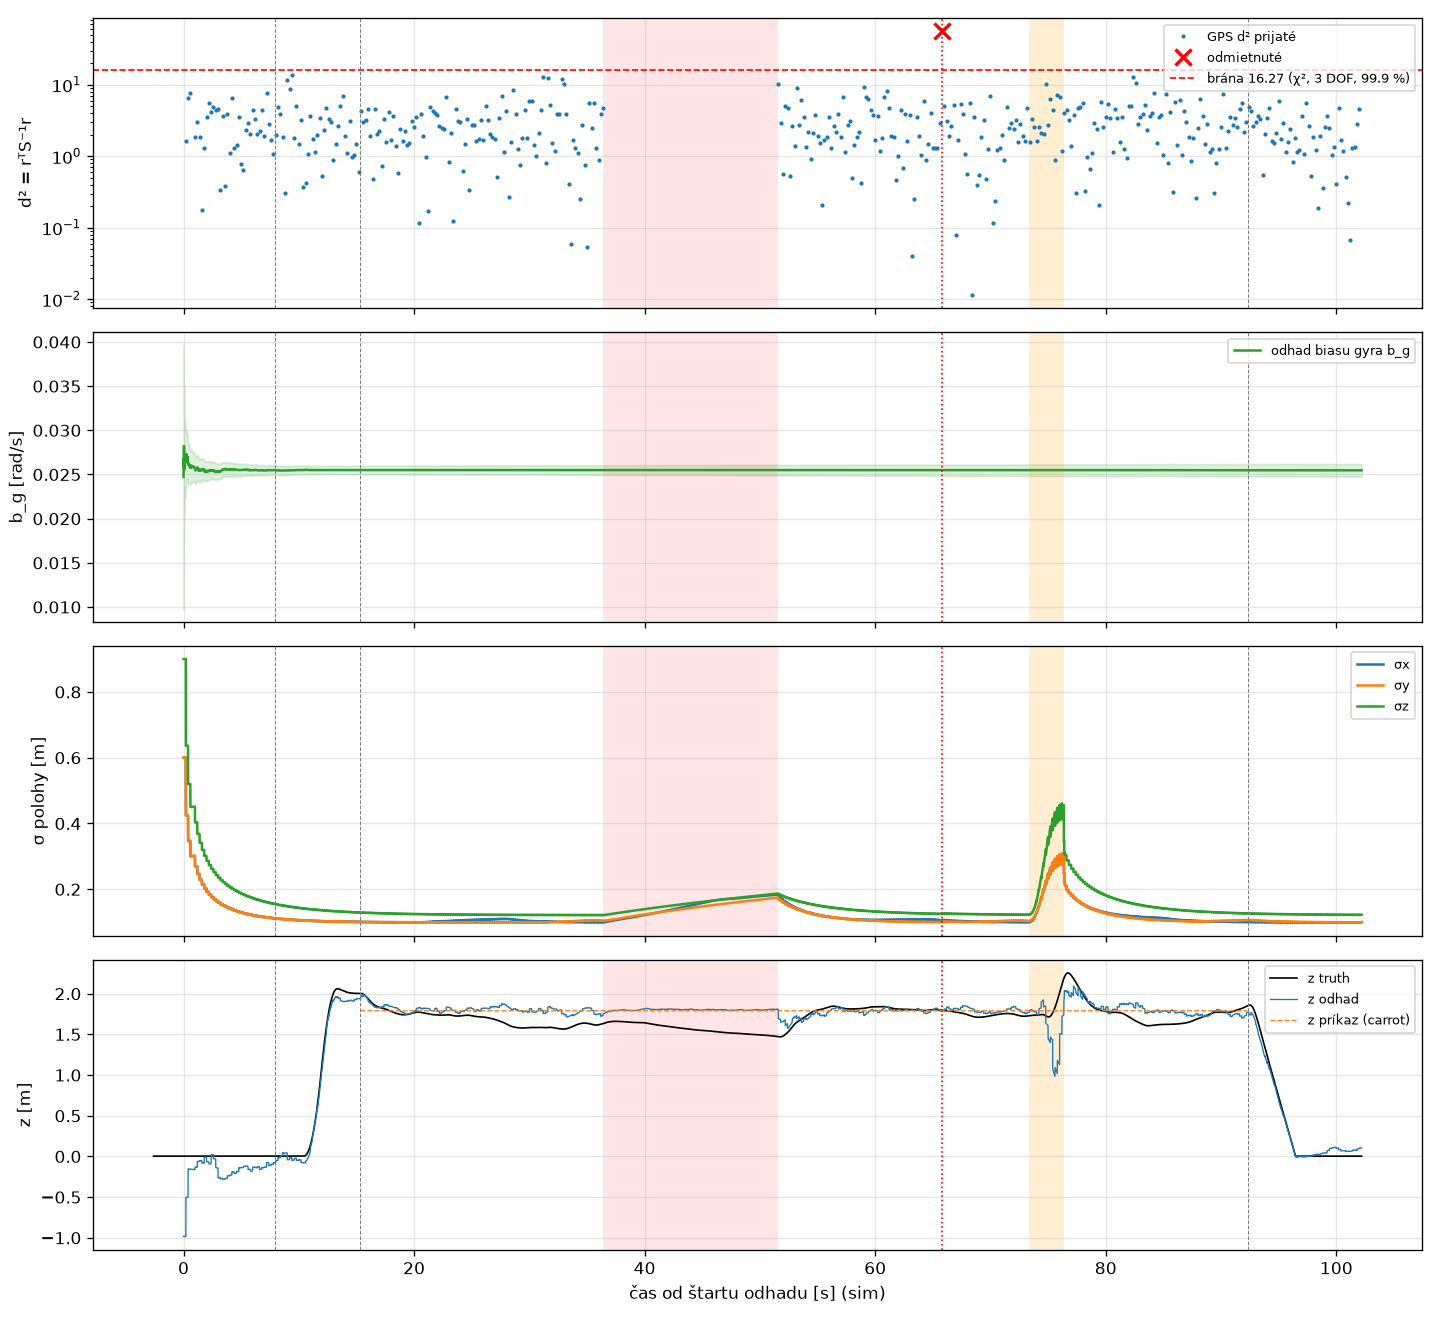 d² = rᵀS⁻¹r
10¹
10⁰
10⁻¹
10⁻²
GPS d² prijaté
odmietnuté
brána 16.27 (χ², 3 DOF, 99.9 %)
b_g [rad/s]
0.040
0.035
0.030
0.025
0.020
0.015
0.010
odhad biasu gyra b_g
σ polohy [m]
0.8
0.6
0.4
0.2
σx
σy
σz
z [m]
2.0
1.5
1.0
0.5
0.0
−0.5
−1.0
z truth
z odhad
z príkaz (carrot)
0 20 40 60 80 100
čas od štartu odhadu [s] (sim)